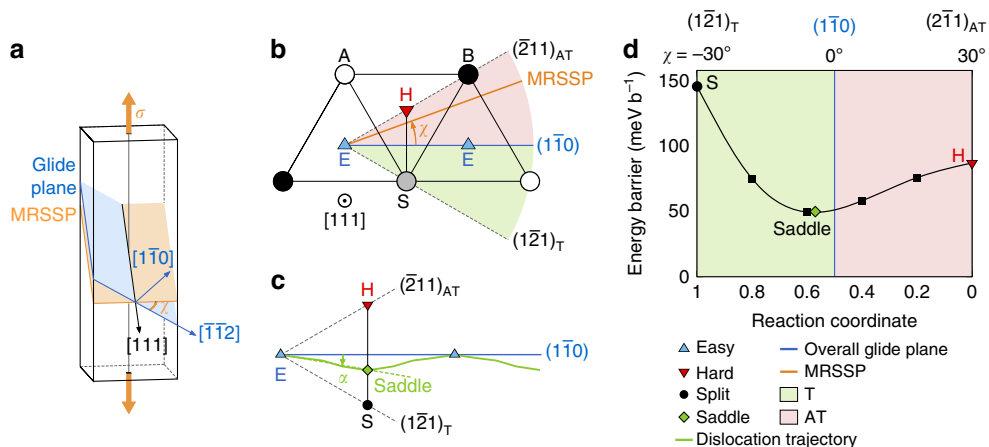 a
σ
Glide
plane
MRSSP
[11̅0]
χ
[111]
[1̅1̅2]
b
A
B
(2̅11)AT
MRSSP
H
χ
E
E
(11̅0)
S
[111]
(12̅1)T
c
H
(2̅11)AT
(11̅0)
E
α
Saddle
S
(12̅1)T
d
(12̅1)T
(11̅0)
(21̅1)AT
χ = –30°
0°
30°
150
100
50
0
Energy barrier (meV b⁻¹)
S
H
Saddle
1
0.8
0.6
0.4
0.2
0
Reaction coordinate
Easy
Hard
Split
Saddle
Dislocation trajectory
Overall glide plane
MRSSP
T
AT